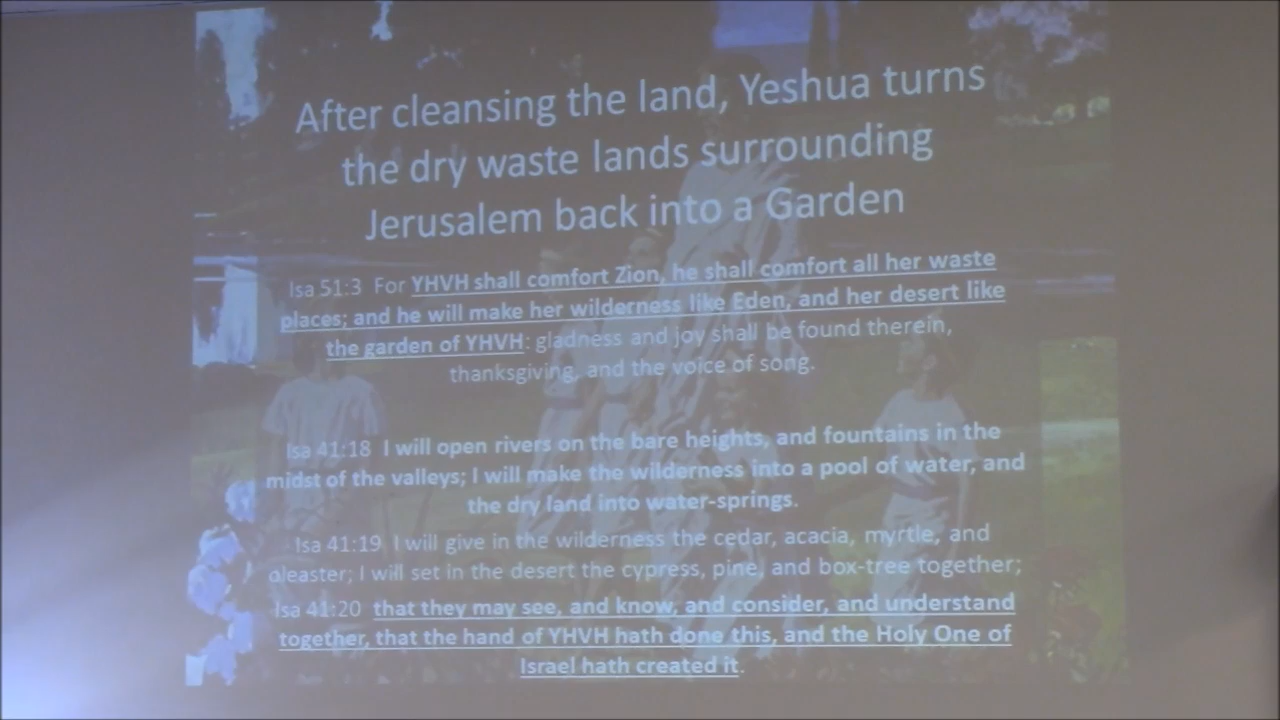 After cleansing the land, Yeshua turns
the dry waste lands surrounding
Jerusalem back into a Garden
Isa 51:3 For YHVH shall comfort Zion, he shall comfort all her waste
places; and he will make her wilderness like Eden, and her desert like
the garden of YHVH: gladness and joy shall be found therein,
thanksgiving, and the voice of song.
Isa 41:18 I will open rivers on the bare heights, and fountains in the
midst of the valleys; I will make the wilderness into a pool of water, and
the dry land into water-springs.
Isa 41:19 I will give in the wilderness the cedar, acacia, myrtle, and
oleaster; I will set in the desert the cypress, pine, and box-tree together;
Isa 41:20 that they may see, and know, and consider, and understand
together, that the hand of YHVH hath done this, and the Holy One of
Israel hath created it.